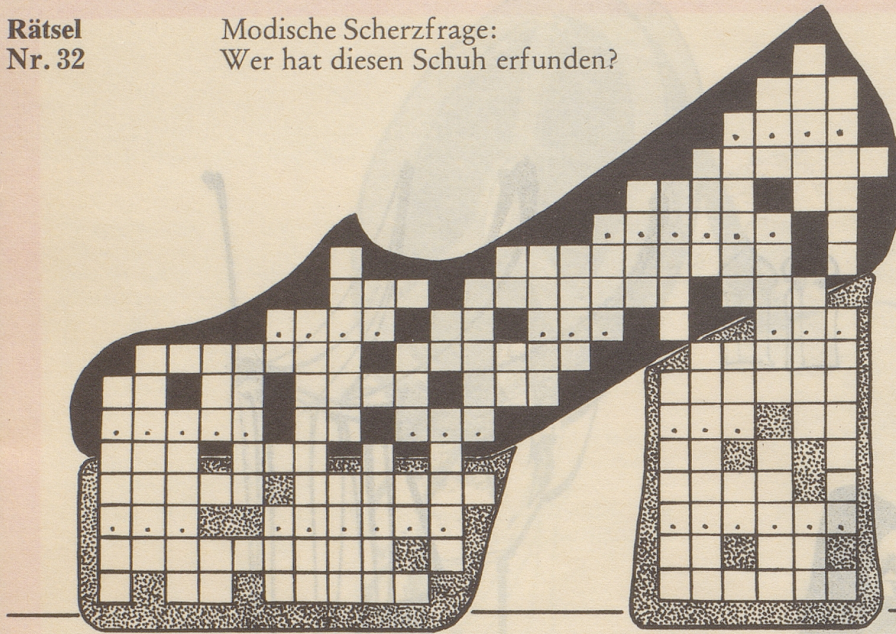 Rätsel
Nr. 32
Modische Scherzfrage:
Wer hat diesen Schuh erfunden?